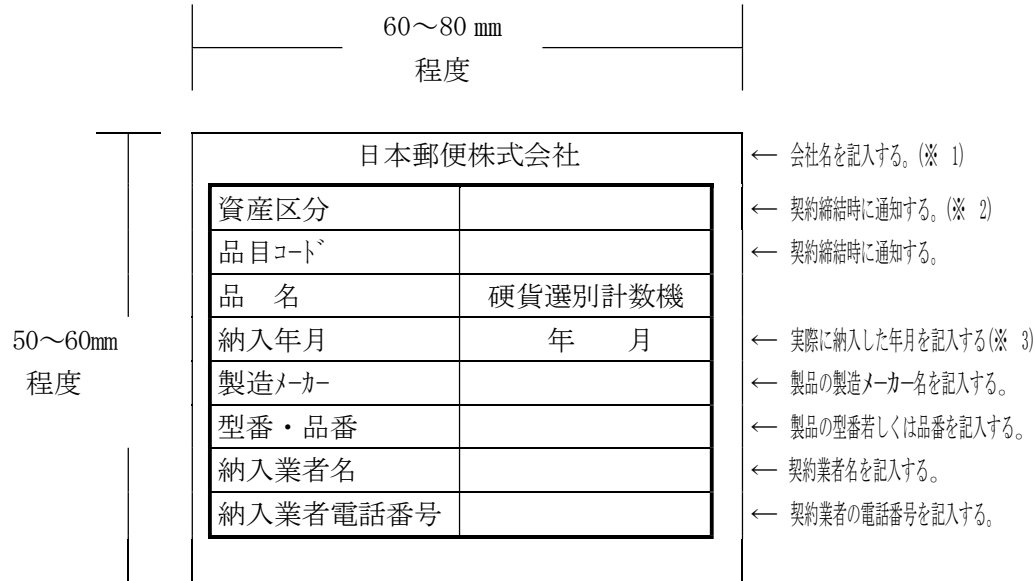 60～80 ㎜
程度
日本郵便株式会社 ← 会社名を記入する。(※ 1)
資産区分 ← 契約締結時に通知する。(※ 2)
品目ｺｰﾄﾞ ← 契約締結時に通知する。
品 名 硬貨選別計数機
50～60㎜
程度
納入年月 年 月 ← 実際に納入した年月を記入する(※ 3)
製造ﾒｰｶｰ ← 製品の製造メーカー名を記入する。
型番・品番 ← 製品の型番若しくは品番を記入する。
納入業者名 ← 契約業者名を記入する。
納入業者電話番号 ← 契約業者の電話番号を記入する。